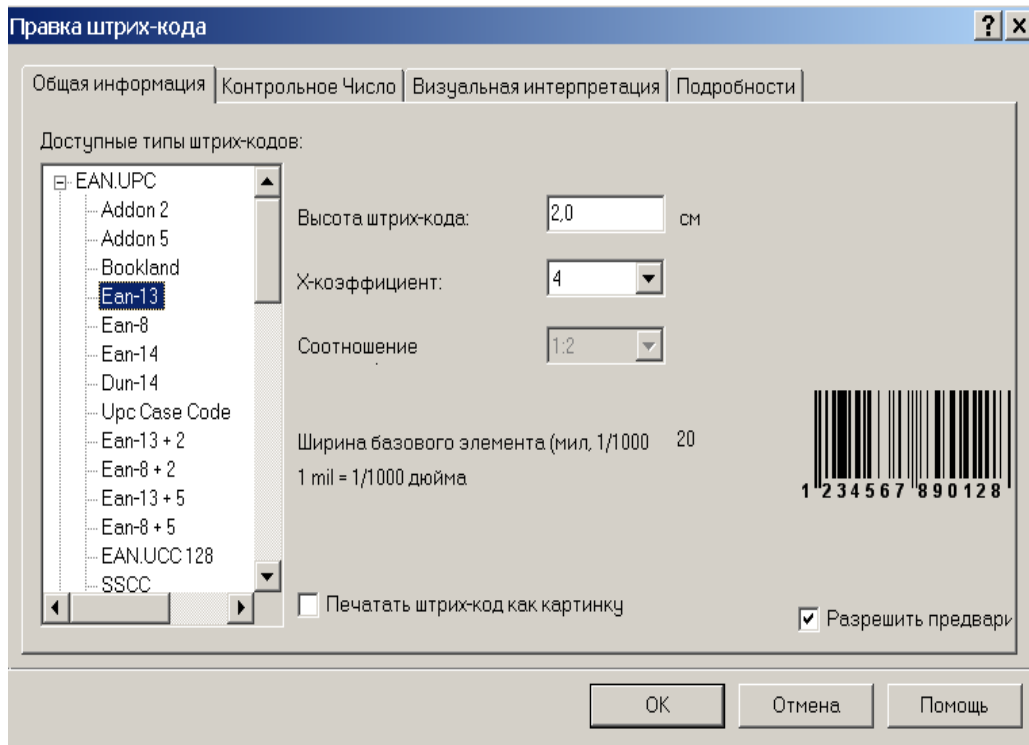 Правка штрих-кода
Общая информация Контрольное Число Визуальная интерпретация Подробности
Доступные типы штрих-кодов:
EAN.UPC
Addon 2
Addon 5
Bookland
Ean-13
Ean-8
Ean-14
Dun-14
Upc Case Code
Ean-13 + 2
Ean-8 + 2
Ean-13 + 5
Ean-8 + 5
EAN.UCC 128
SSCC
Высота штрих-кода: 2,0 см
X-коэффициент: 4
Соотношение 1:2
Ширина базового элемента (мил, 1/1000 20
1 mil = 1/1000 дюйма
1 234567 890128
Печатать штрих-код как картинку
Разрешить предвари
OK Отмена Помощь